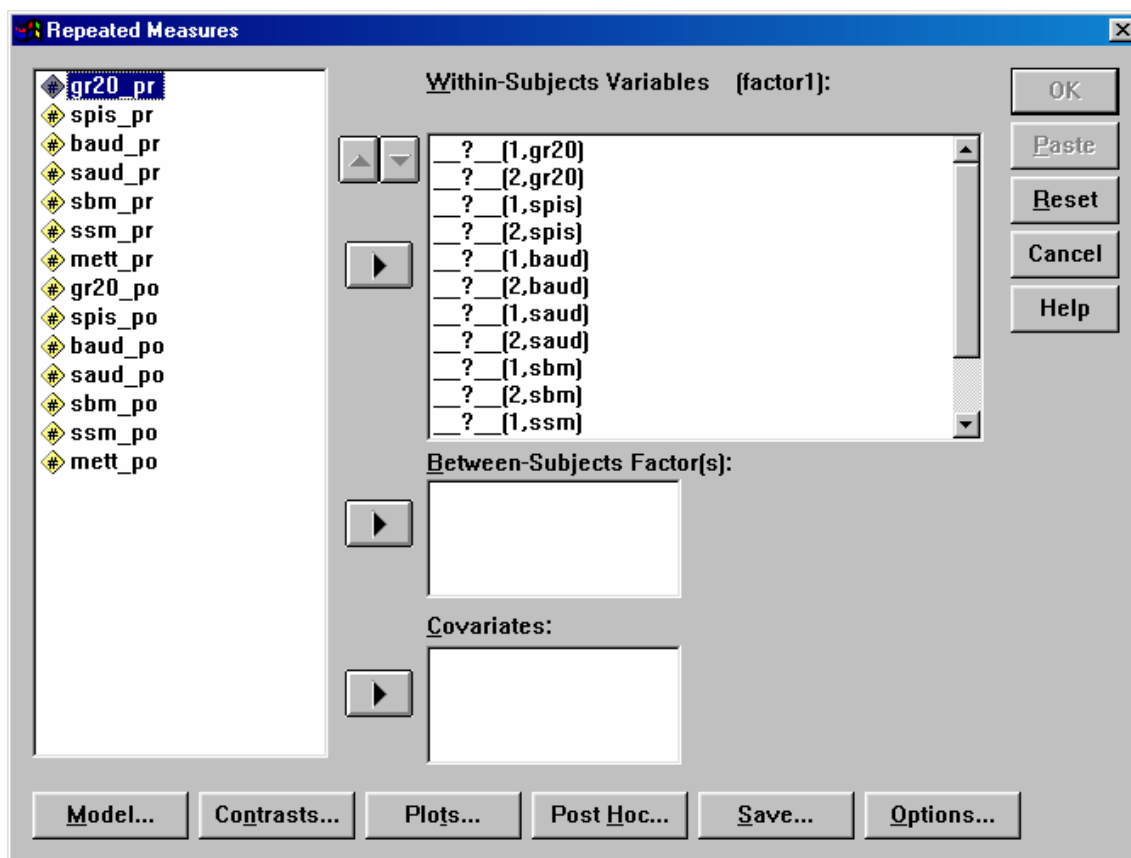 Repeated Measures
gr20_pr
spis_pr
baud_pr
saud_pr
sbm_pr
ssm_pr
mett_pr
gr20_po
spis_po
baud_po
saud_po
sbm_po
ssm_po
mett_po
Within-Subjects Variables (factor1):
__?__(1,gr20)
__?__(2,gr20)
__?__(1,spis)
__?__(2,spis)
__?__(1,baud)
__?__(2,baud)
__?__(1,saud)
__?__(2,saud)
__?__(1,sbm)
__?__(2,sbm)
__?__(1,ssm)
Between-Subjects Factor(s):
Covariates:
OK
Paste
Reset
Cancel
Help
Model... Contrasts... Plots... Post Hoc... Save... Options...